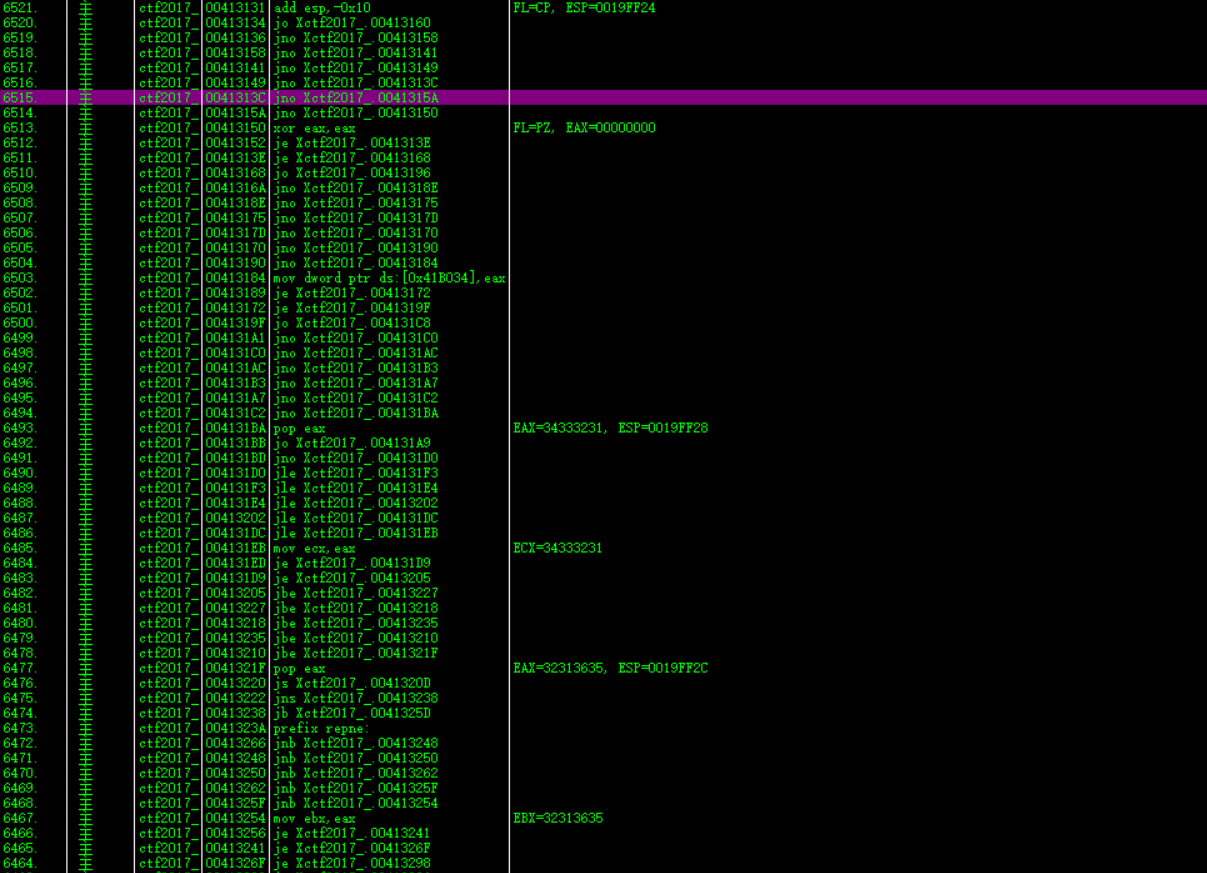 6521. ctf2017_ 00413131 add esp,-0x10 FL=CP, ESP=0019FF24
6520. ctf2017_ 00413134 jo Xctf2017_.00413160
6519. ctf2017_ 00413136 jno Xctf2017_.00413158
6518. ctf2017_ 00413158 jno Xctf2017_.00413141
6517. ctf2017_ 00413141 jno Xctf2017_.00413149
6516. ctf2017_ 00413149 jno Xctf2017_.0041313C
6515. ctf2017_ 0041313C jno Xctf2017_.0041315A
6514. ctf2017_ 0041315A jno Xctf2017_.00413150
6513. ctf2017_ 00413150 xor eax,eax FL=PZ, EAX=00000000
6512. ctf2017_ 00413152 je Xctf2017_.0041313E
6511. ctf2017_ 0041313E je Xctf2017_.00413168
6510. ctf2017_ 00413168 jo Xctf2017_.00413196
6509. ctf2017_ 0041316A jno Xctf2017_.0041318E
6508. ctf2017_ 0041318E jno Xctf2017_.00413175
6507. ctf2017_ 00413175 jno Xctf2017_.0041317D
6506. ctf2017_ 0041317D jno Xctf2017_.00413170
6505. ctf2017_ 00413170 jno Xctf2017_.00413190
6504. ctf2017_ 00413190 jno Xctf2017_.00413184
6503. ctf2017_ 00413184 mov dword ptr ds:[0x41B034],eax
6502. ctf2017_ 00413189 je Xctf2017_.00413172
6501. ctf2017_ 00413172 je Xctf2017_.0041319F
6500. ctf2017_ 0041319F jo Xctf2017_.004131C8
6499. ctf2017_ 004131A1 jno Xctf2017_.004131C0
6498. ctf2017_ 004131C0 jno Xctf2017_.004131AC
6497. ctf2017_ 004131AC jno Xctf2017_.004131B3
6496. ctf2017_ 004131B3 jno Xctf2017_.004131A7
6495. ctf2017_ 004131A7 jno Xctf2017_.004131C2
6494. ctf2017_ 004131C2 jno Xctf2017_.004131BA
6493. ctf2017_ 004131BA pop eax EAX=34333231, ESP=0019FF28
6492. ctf2017_ 004131BB jo Xctf2017_.004131A9
6491. ctf2017_ 004131BD jno Xctf2017_.004131D0
6490. ctf2017_ 004131D0 jle Xctf2017_.004131F3
6489. ctf2017_ 004131F3 jle Xctf2017_.004131E4
6488. ctf2017_ 004131E4 jle Xctf2017_.00413202
6487. ctf2017_ 00413202 jle Xctf2017_.004131DC
6486. ctf2017_ 004131DC jle Xctf2017_.004131EB
6485. ctf2017_ 004131EB mov ecx,eax ECX=34333231
6484. ctf2017_ 004131ED je Xctf2017_.004131D9
6483. ctf2017_ 004131D9 je Xctf2017_.00413205
6482. ctf2017_ 00413205 jbe Xctf2017_.00413227
6481. ctf2017_ 00413227 jbe Xctf2017_.00413218
6480. ctf2017_ 00413218 jbe Xctf2017_.00413235
6479. ctf2017_ 00413235 jbe Xctf2017_.00413210
6478. ctf2017_ 00413210 jbe Xctf2017_.0041321F
6477. ctf2017_ 0041321F pop eax EAX=32313635, ESP=0019FF2C
6476. ctf2017_ 00413220 js Xctf2017_.0041320D
6475. ctf2017_ 00413222 jns Xctf2017_.00413238
6474. ctf2017_ 00413238 jb Xctf2017_.0041325D
6473. ctf2017_ 0041323A prefix repne:
6472. ctf2017_ 00413266 jnb Xctf2017_.00413248
6471. ctf2017_ 00413248 jnb Xctf2017_.00413250
6470. ctf2017_ 00413250 jnb Xctf2017_.00413262
6469. ctf2017_ 00413262 jnb Xctf2017_.0041325F
6468. ctf2017_ 0041325F jnb Xctf2017_.00413254
6467. ctf2017_ 00413254 mov ebx,eax EBX=32313635
6466. ctf2017_ 00413256 je Xctf2017_.00413241
6465. ctf2017_ 00413241 je Xctf2017_.0041326F
6464. ctf2017_ 0041326F je Xctf2017_.00413298